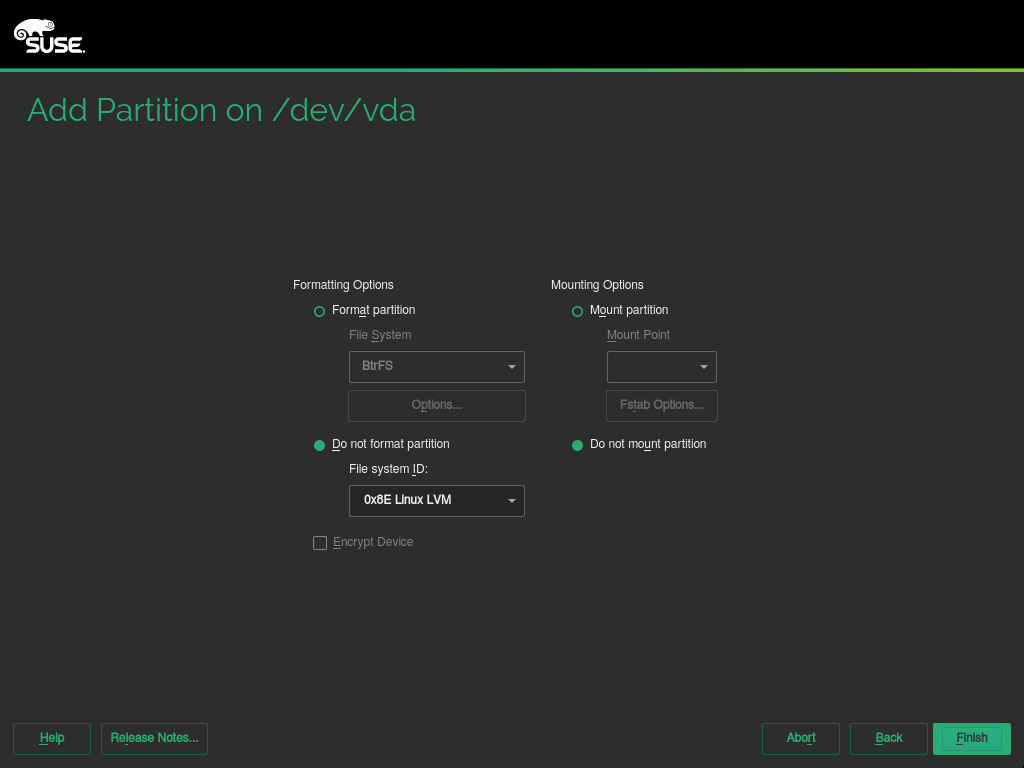 SUSE.
Add Partition on /dev/vda
Formatting Options
Format partition
File System
BtrFS
Options...
Do not format partition
File system ID:
0x8E Linux LVM
Encrypt Device
Mounting Options
Mount partition
Mount Point
Fstab Options...
Do not mount partition
Help
Release Notes...
Abort
Back
Finish